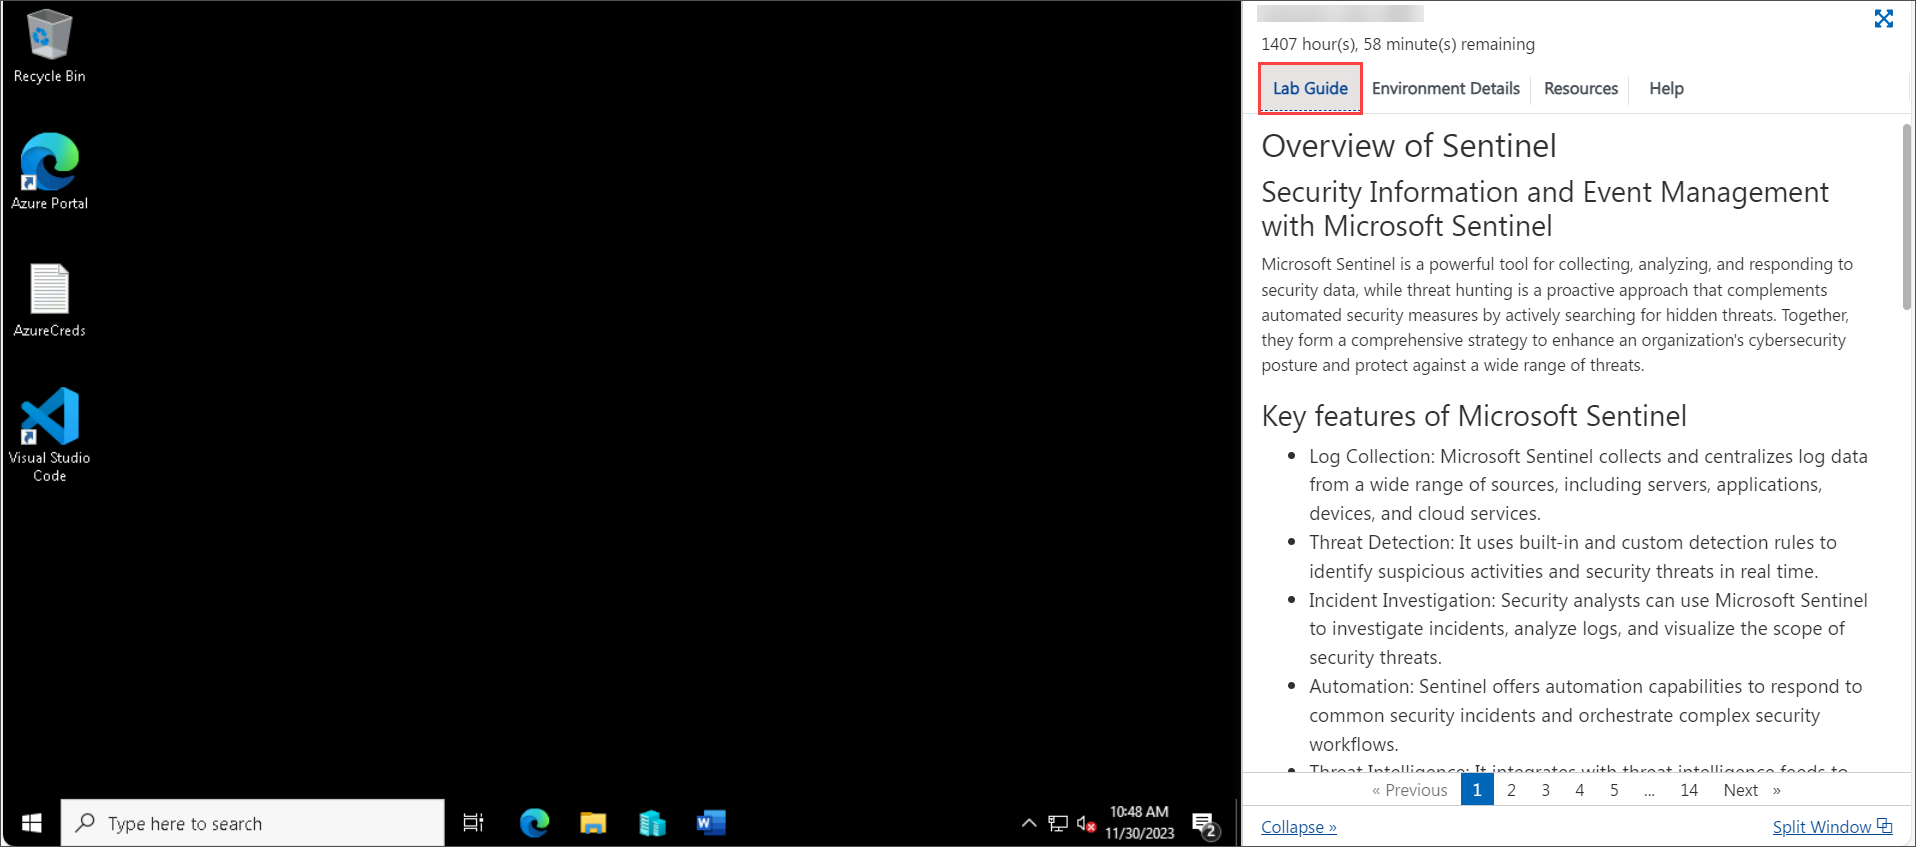 Recycle Bin
Azure Portal
AzureCreds
Visual Studio
Code
Type here to search
10:48 AM
11/30/2023
2
1407 hour(s), 58 minute(s) remaining
Lab Guide
Environment Details
Resources
Help
Overview of Sentinel
Security Information and Event Management
with Microsoft Sentinel
Microsoft Sentinel is a powerful tool for collecting, analyzing, and responding to
security data, while threat hunting is a proactive approach that complements
automated security measures by actively searching for hidden threats. Together,
they form a comprehensive strategy to enhance an organization's cybersecurity
posture and protect against a wide range of threats.
Key features of Microsoft Sentinel
• Log Collection: Microsoft Sentinel collects and centralizes log data
from a wide range of sources, including servers, applications,
devices, and cloud services.
• Threat Detection: It uses built-in and custom detection rules to
identify suspicious activities and security threats in real time.
• Incident Investigation: Security analysts can use Microsoft Sentinel
to investigate incidents, analyze logs, and visualize the scope of
security threats.
• Automation: Sentinel offers automation capabilities to respond to
common security incidents and orchestrate complex security
workflows.
• Threat Intelligence: It integrates with threat intelligence feeds to
« Previous 1 2 3 4 5 ... 14 Next »
Collapse »
Split Window